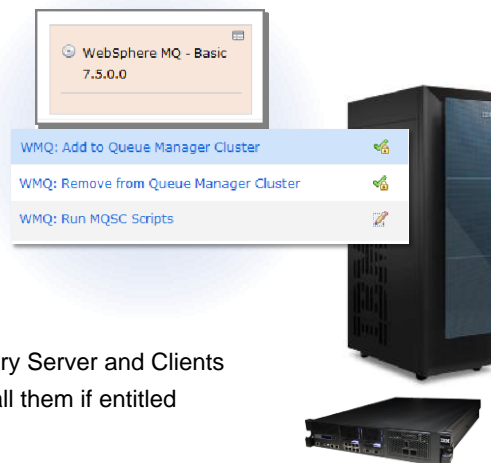 WebSphere MQ - Basic
7.5.0.0
WMQ: Add to Queue Manager Cluster
WMQ: Remove from Queue Manager Cluster
WMQ: Run MQSC Scripts
ry Server and Clients
all them if entitled